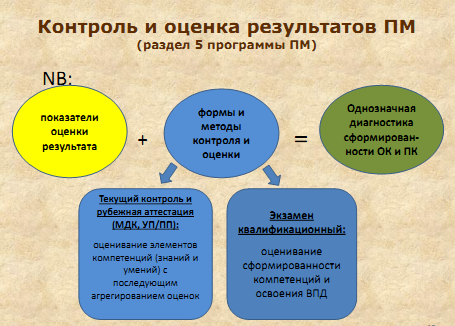 Контроль и оценка результатов ПМ
(раздел 5 программы ПМ)
NB:
показатели
оценки
результата
+
формы и
методы
контроля и
оценки
=
Однозначная
диагностика
сформирован-
ности ОК и ПК
Текущий контроль и
рубежная аттестация
(МДК, УП/ПП):
оценивание элементов
компетенций (знаний и
умений) с
последующим
агрегированием оценок
Экзамен
квалификационный:
оценивание
сформированности
компетенций и
освоения ВПД